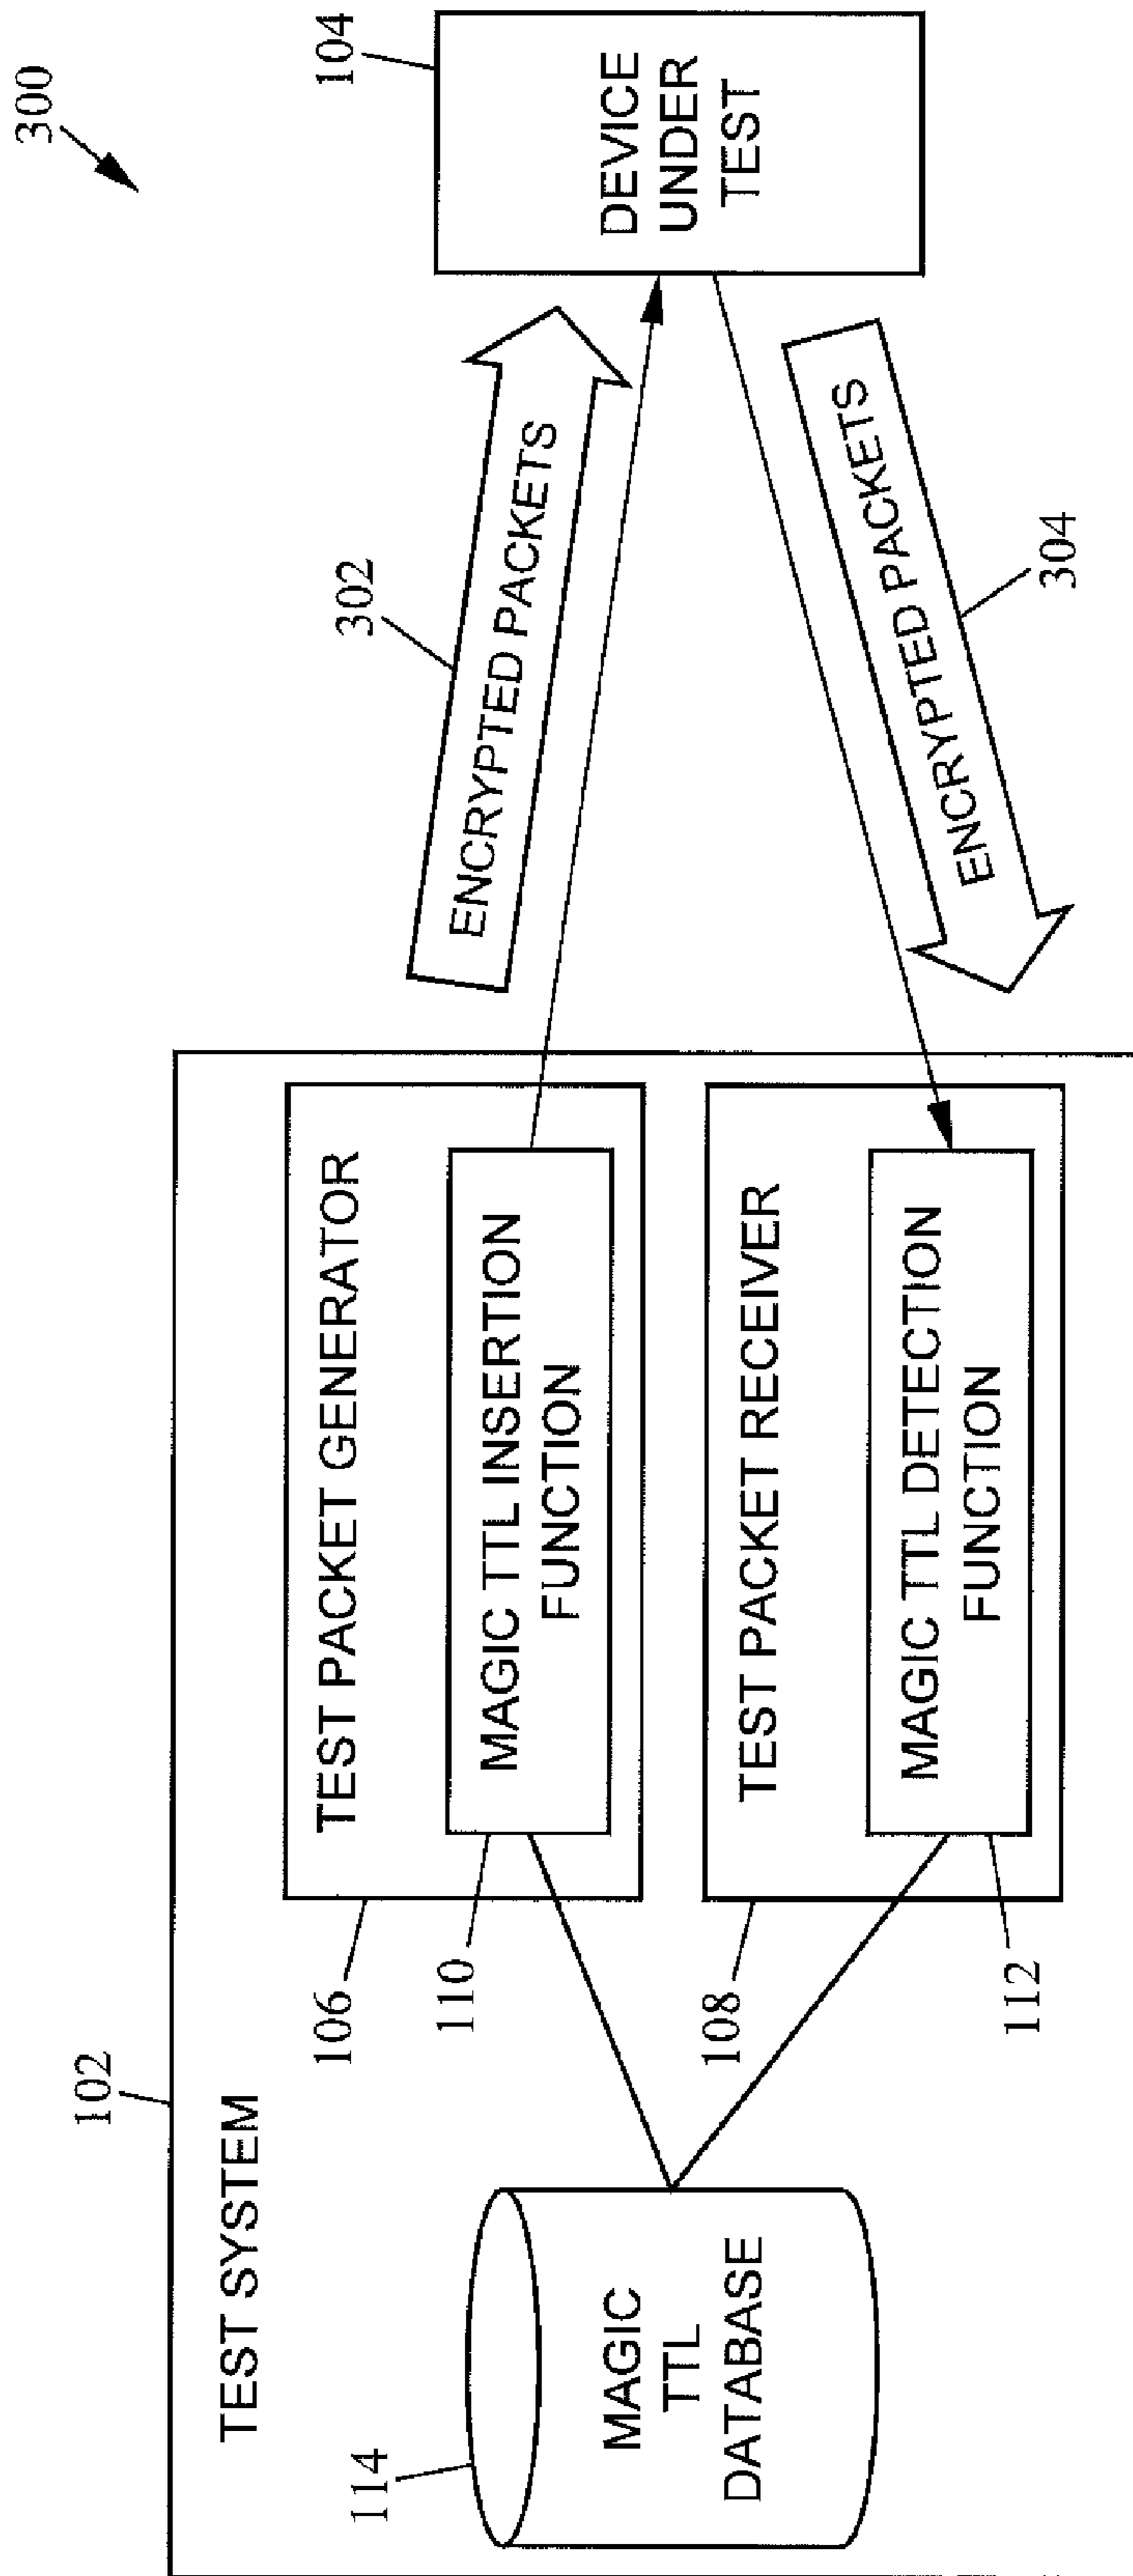 300
102
TEST SYSTEM
114
MAGIC
TTL
DATABASE
106
TEST PACKET GENERATOR
110
MAGIC TTL INSERTION
FUNCTION
108
TEST PACKET RECEIVER
112
MAGIC TTL DETECTION
FUNCTION
302
ENCRYPTED PACKETS
ENCRYPTED PACKETS
304
104
DEVICE
UNDER
TEST